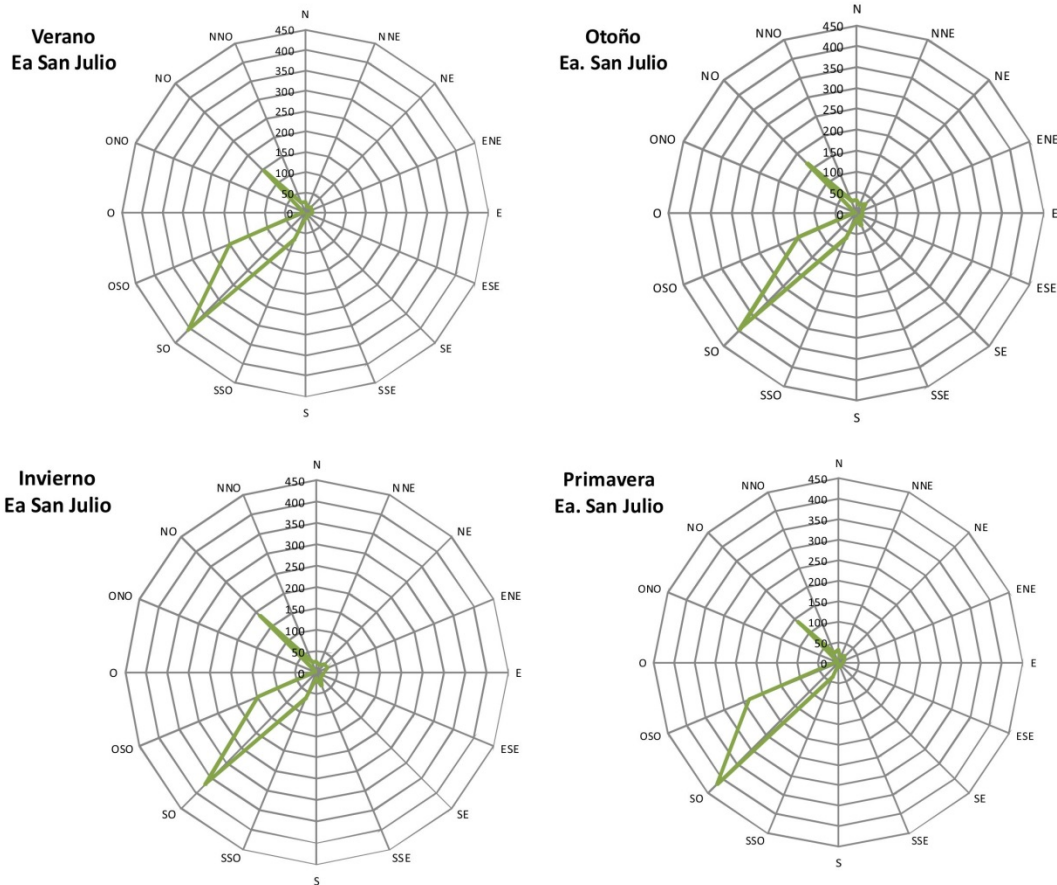 Verano
Ea San Julio
N
NNE
NE
ENE
E
ESE
SE
SSE
S
SSO
SO
OSO
O
ONO
NO
NNO
450
400
350
300
250
200
150
100
50
0
Otoño
Ea. San Julio
N
NNE
NE
ENE
E
ESE
SE
SSE
S
SSO
SO
OSO
O
ONO
NO
NNO
450
400
350
300
250
200
150
100
50
0
Invierno
Ea San Julio
N
NNE
NE
ENE
E
ESE
SE
SSE
S
SSO
SO
OSO
O
ONO
NO
NNO
450
400
350
300
250
200
150
100
50
0
Primavera
Ea. San Julio
N
NNE
NE
ENE
E
ESE
SE
SSE
S
SSO
SO
OSO
O
ONO
NO
NNO
450
400
350
300
250
200
150
100
50
0